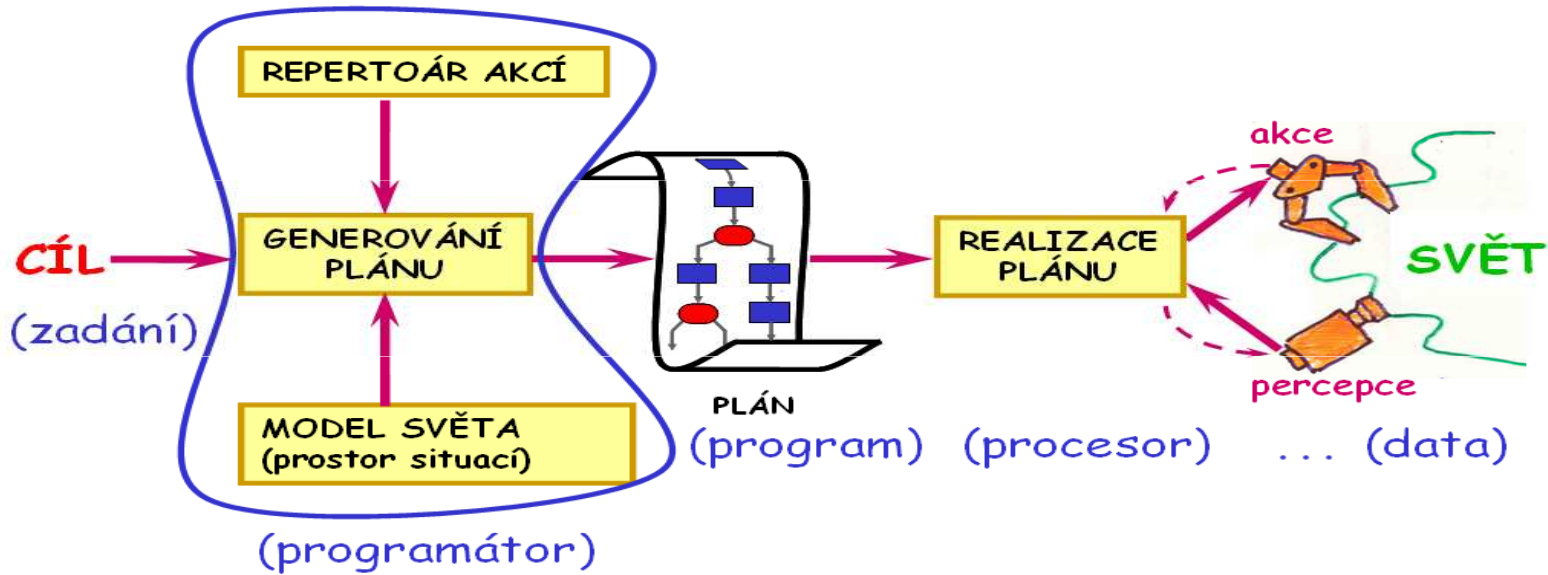 REPERTOÁR AKCÍ
akce
GENEROVÁNÍ
PLÁNU
REALIZACE
PLÁNU
CÍL
SVĚT
(zadání)
percepce
PLÁN
MODEL SVĚTA
(prostor situací)
(program) (procesor) ... (data)
(programátor)